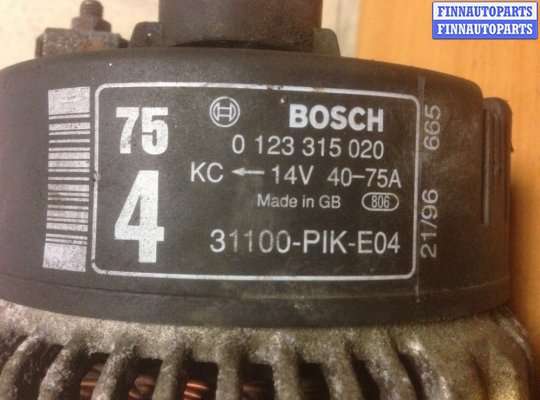 FINNAUTOPARTS
FINNAUTOPARTS
75
4
BOSCH
0 123 315 020
KC ← 14V 40-75A
Made in GB 806
31100-PIK-E04
21/96 665